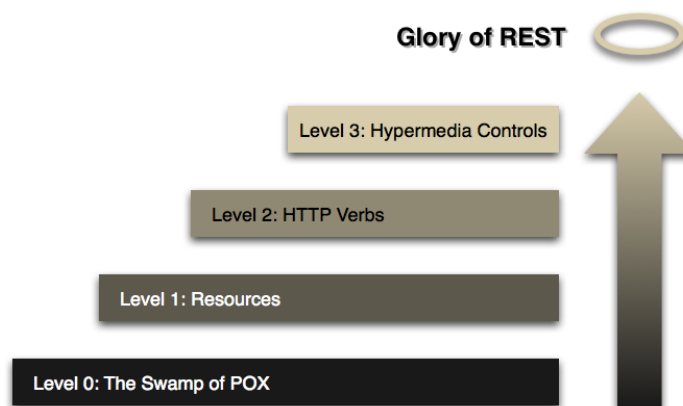 Glory of REST
Level 3: Hypermedia Controls
Level 2: HTTP Verbs
Level 1: Resources
Level 0: The Swamp of POX